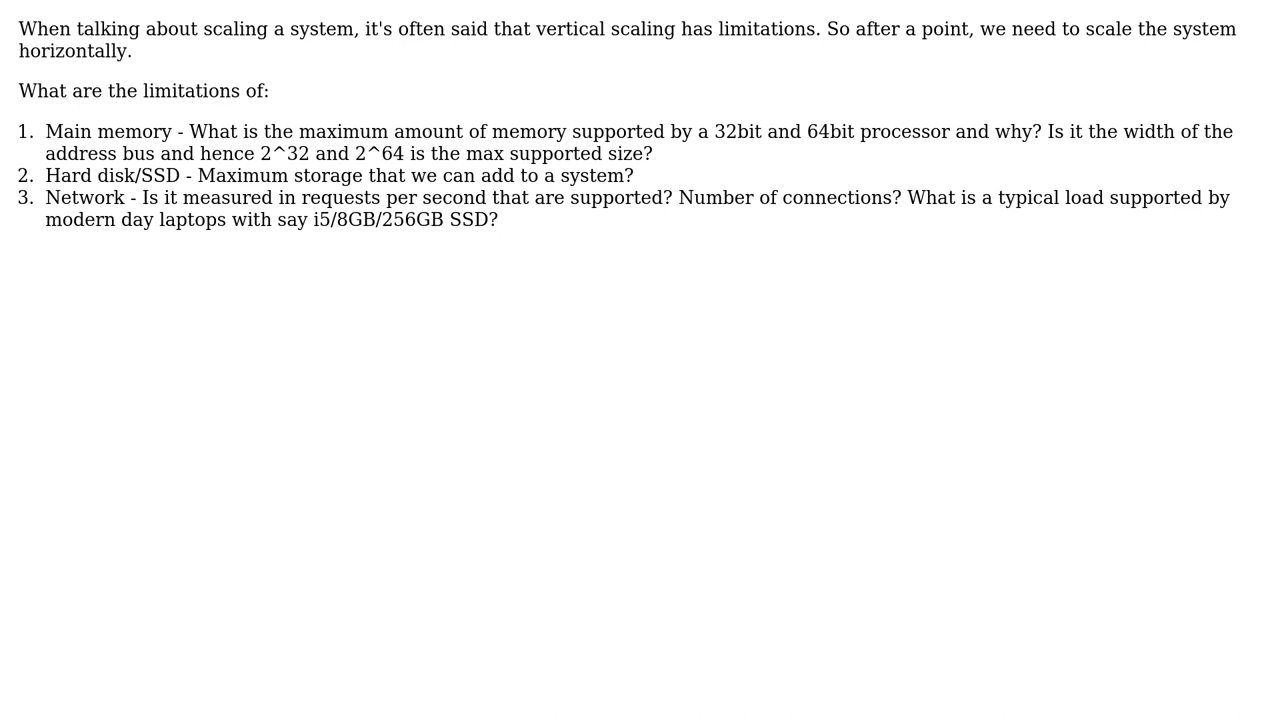 When talking about scaling a system, it's often said that vertical scaling has limitations. So after a point, we need to scale the system
horizontally.
What are the limitations of:
1. Main memory - What is the maximum amount of memory supported by a 32bit and 64bit processor and why? Is it the width of the
address bus and hence 2^32 and 2^64 is the max supported size?
2. Hard disk/SSD - Maximum storage that we can add to a system?
3. Network - Is it measured in requests per second that are supported? Number of connections? What is a typical load supported by
modern day laptops with say i5/8GB/256GB SSD?